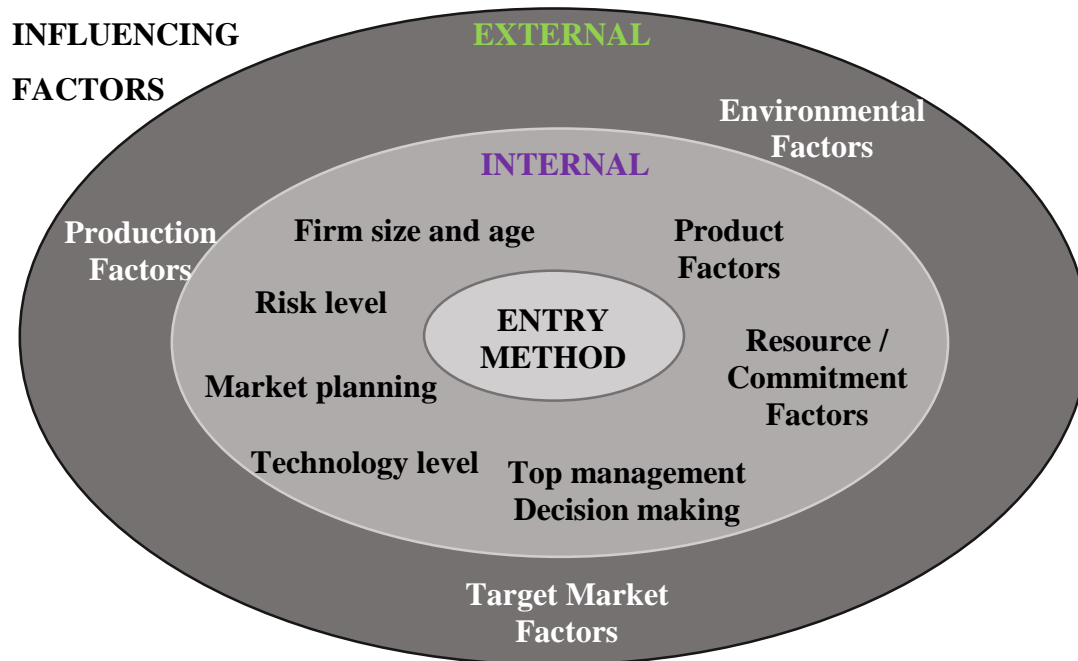 INFLUENCING
FACTORS
EXTERNAL
Environmental
Factors
INTERNAL
Production
Factors
Firm size and age
Product
Factors
Risk level
ENTRY
METHOD
Resource /
Commitment
Factors
Market planning
Technology level
Top management
Decision making
Target Market
Factors